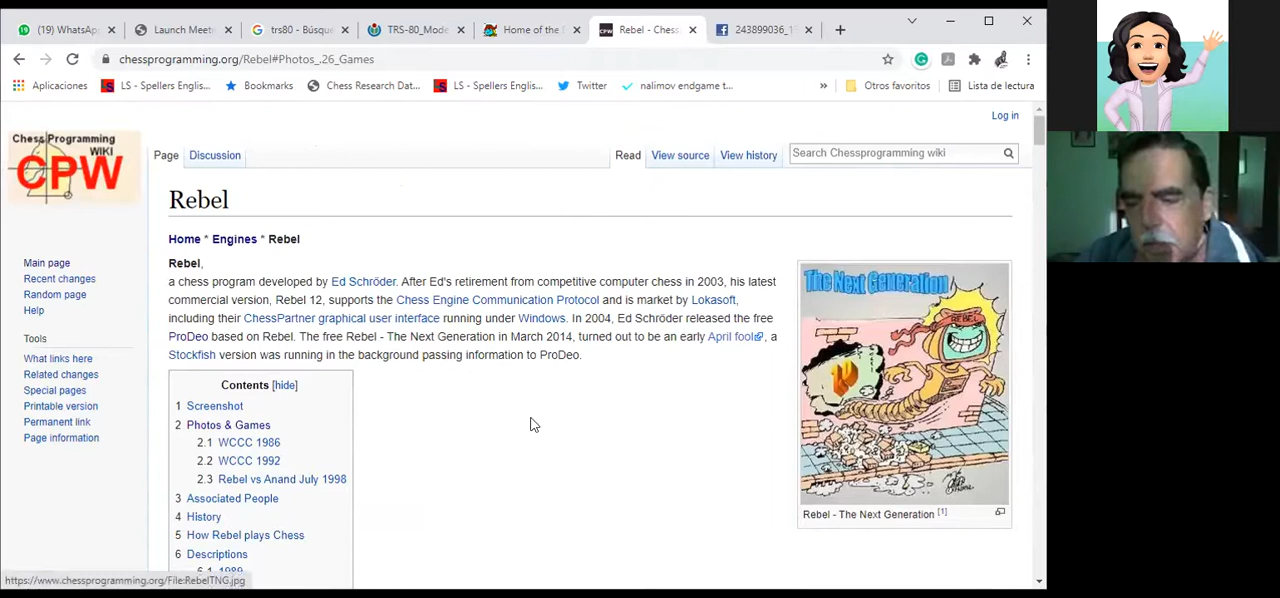 (19) WhatsAp
Launch Meet
trs80 - Búsque
TRS-80_Mode
Home of the
Rebel - Chess
243899036_1
chessprogramming.org/Rebel#Photos_.26_Games
Aplicaciones
LS - Spellers Englis...
Bookmarks
Chess Research Dat...
LS - Spellers Englis...
Twitter
nalimov endgame t...
»
Otros favoritos
Lista de lectura
Log in
Chess Programming
WIKI
CPW
Page
Discussion
Read
View source
View history
Search Chessprogramming wiki
Rebel
Home * Engines * Rebel
Main page
Recent changes
Random page
Help
Tools
What links here
Related changes
Special pages
Printable version
Permanent link
Page information
Rebel,
a chess program developed by Ed Schröder. After Ed's retirement from competitive computer chess in 2003, his latest
commercial version, Rebel 12, supports the Chess Engine Communication Protocol and is market by Lokasoft,
including their ChessPartner graphical user interface running under Windows. In 2004, Ed Schröder released the free
ProDeo based on Rebel. The free Rebel - The Next Generation in March 2014, turned out to be an early April fool, a
Stockfish version was running in the background passing information to ProDeo.
Contents [hide]
1 Screenshot
2 Photos & Games
2.1 WCCC 1986
2.2 WCCC 1992
2.3 Rebel vs Anand July 1998
3 Associated People
4 History
5 How Rebel plays Chess
6 Descriptions
6.1 1989
The Next Generation
REBEL
10
Rebel - The Next Generation [1]
https://www.chessprogramming.org/File:RebelTNG.jpg